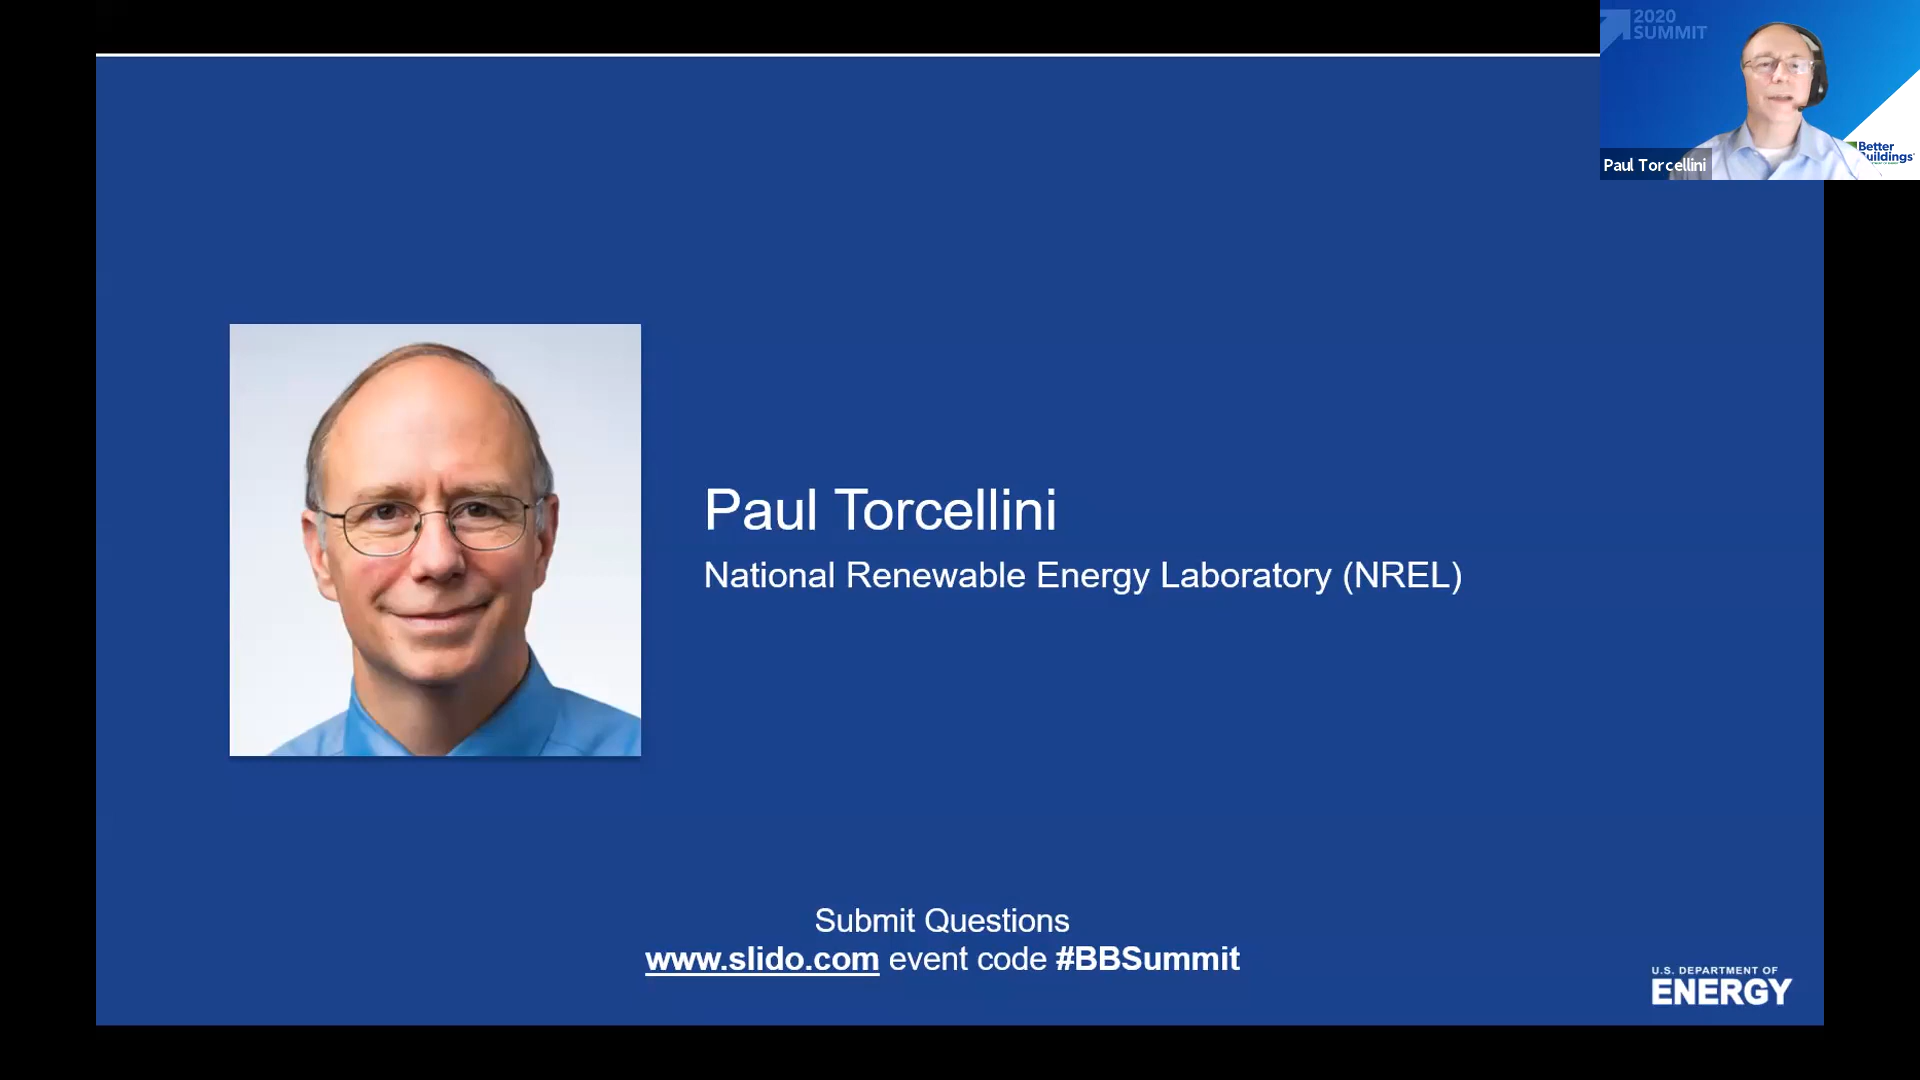 2020
SUMMIT
Paul Torcellini
Better
Buildings
Paul Torcellini
National Renewable Energy Laboratory (NREL)
Submit Questions
www.slido.com event code #BBSummit
U.S. DEPARTMENT OF
ENERGY